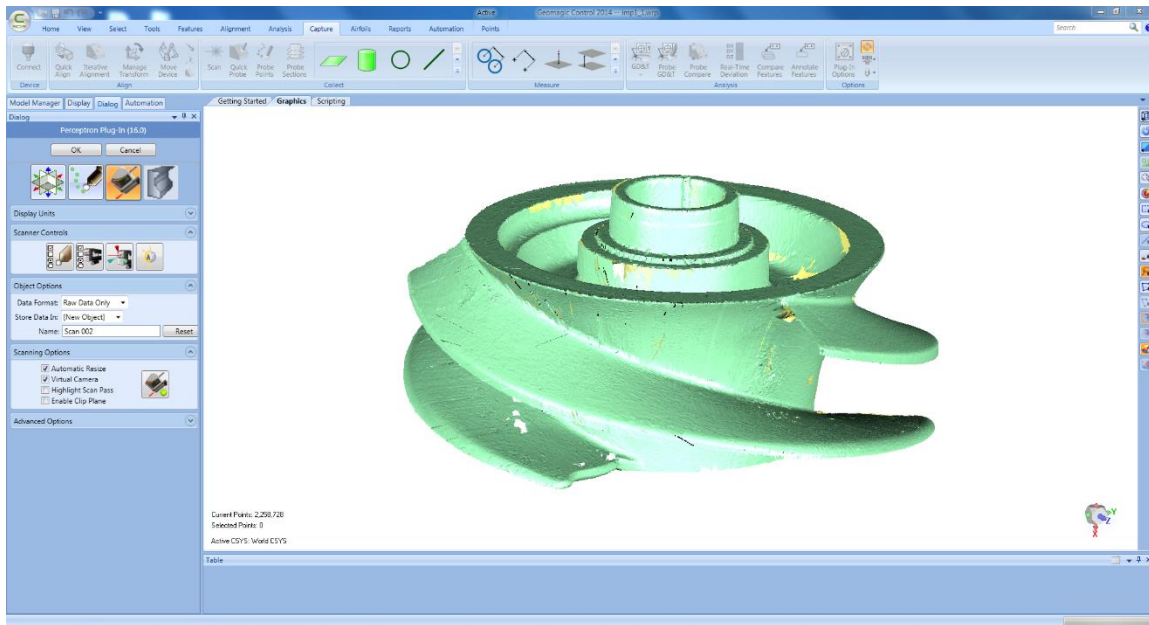 Active Geomagic Control 2014 -- imp1_1.wrp
Home View Select Tools Features Alignment Analysis Capture Airfoils Reports Automation Points Search
Connect Quick Align Iterative Alignment Manage Transform Move Device Scan Quick Probe Probe Points Probe Sections GD&T Probe GD&T Probe Compare Real-Time Deviation Compare Features Annotate Features Plug-In Options
Device Align Collect Measure Analysis Options
Model Manager Display Dialog Automation Getting Started Graphics Scripting
Dialog
Perceptron Plug-In (16.0)
OK Cancel
Display Units
Scanner Controls
Object Options
Data Format: Raw Data Only
Store Data In: [New Object]
Name: Scan 002 Reset
Scanning Options
Automatic Resize
Virtual Camera
Highlight Scan Pass
Enable Clip Plane
Advanced Options
Current Points: 2,258,728
Selected Points: 0
Active CSYS: World CSYS
Y
Z
X
Table